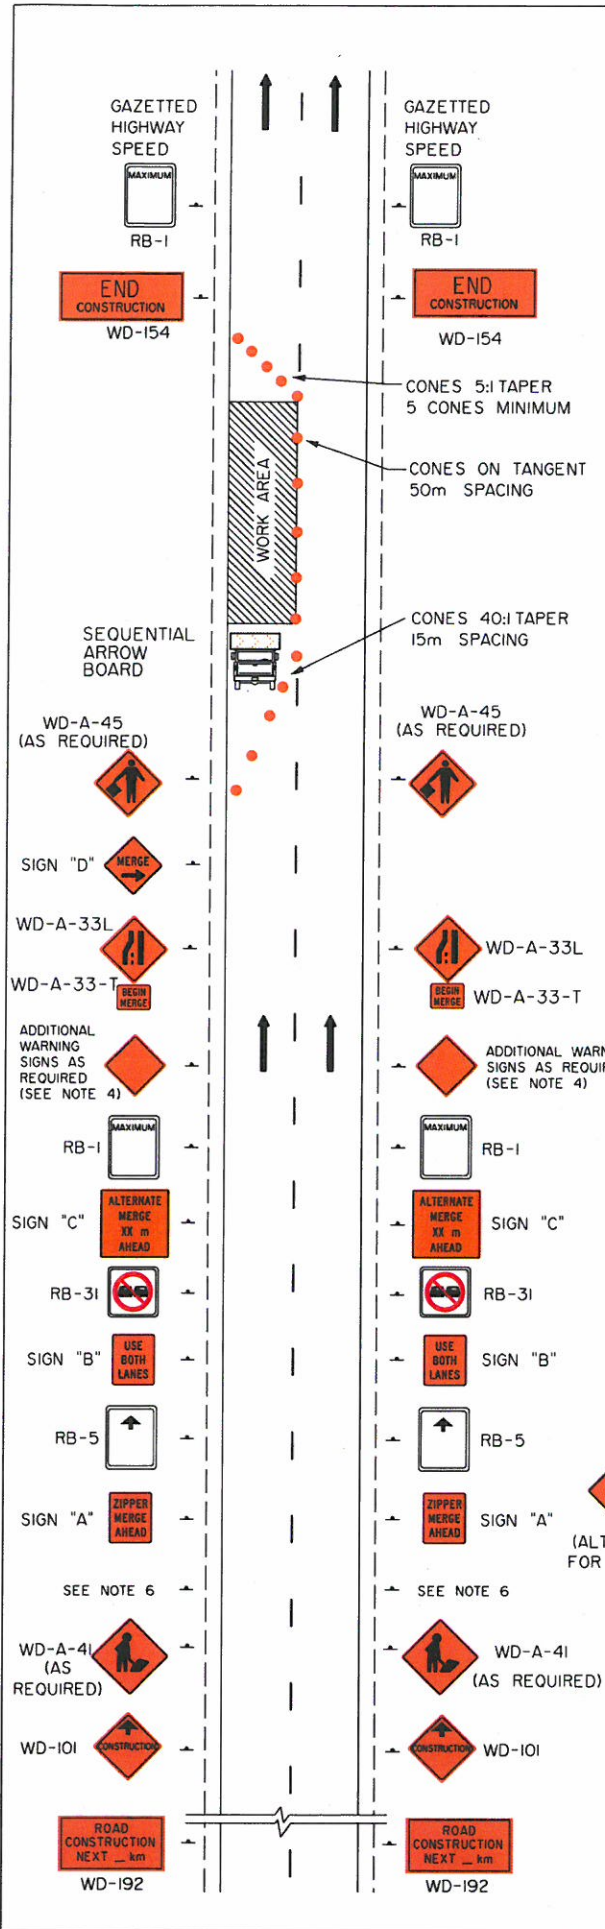 GAZETTED
HIGHWAY
SPEED
GAZETTED
HIGHWAY
SPEED
MAXIMUM
MAXIMUM
RB-1
RB-1
END
CONSTRUCTION
END
CONSTRUCTION
WD-154
WD-154
CONES 5:1 TAPER
5 CONES MINIMUM
CONES ON TANGENT
50m SPACING
WORK AREA
CONES 40:1 TAPER
15m SPACING
SEQUENTIAL
ARROW
BOARD
WD-A-45
(AS REQUIRED)
WD-A-45
(AS REQUIRED)
SIGN "D"
MERGE
WD-A-33L
WD-A-33L
WD-A-33-T
BEGIN
MERGE
BEGIN
MERGE
WD-A-33-T
ADDITIONAL
WARNING
SIGNS AS
REQUIRED
(SEE NOTE 4)
ADDITIONAL WARN
SIGNS AS REQUI
(SEE NOTE 4)
RB-1
MAXIMUM
MAXIMUM
RB-1
SIGN "C"
ALTERNATE
MERGE
XX m
AHEAD
ALTERNATE
MERGE
XX m
AHEAD
SIGN "C"
RB-31
RB-31
SIGN "B"
USE
BOTH
LANES
USE
BOTH
LANES
SIGN "B"
RB-5
RB-5
SIGN "A"
ZIPPER
MERGE
AHEAD
ZIPPER
MERGE
AHEAD
SIGN "A"
(ALT
FOR
SEE NOTE 6
SEE NOTE 6
WD-A-41
(AS
REQUIRED)
WD-A-41
(AS REQUIRED)
WD-101
CONSTRUCTION
CONSTRUCTION
WD-101
ROAD
CONSTRUCTION
NEXT _ km
ROAD
CONSTRUCTION
NEXT _ km
WD-192
WD-192